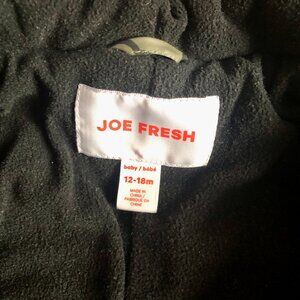 JOE FRESH
baby / bébé
12-18m
MADE IN
CHINA /
FABRIQUÉ EN
CHINE